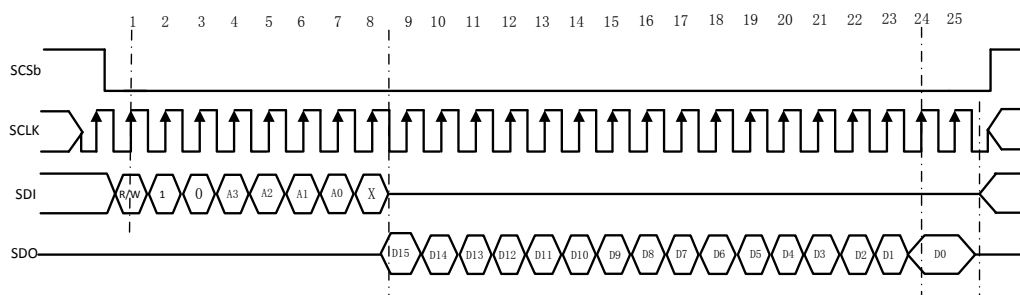 1 2 3 4 5 6 7 8 9 10 11 12 13 14 15 16 17 18 19 20 21 22 23 24 25
SCSb
SCLK
SDI R/W 1 0 A3 A2 A1 A0 X
SDO D15 D14 D13 D12 D11 D10 D9 D8 D7 D6 D5 D4 D3 D2 D1 D0